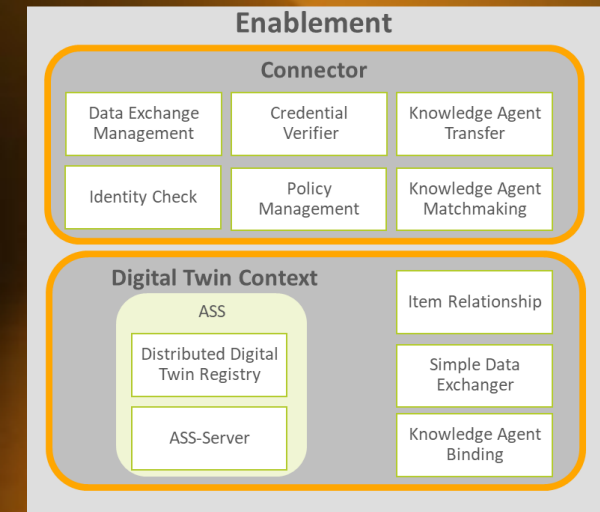 Enablement
Connector
Data Exchange
Management
Credential
Verifier
Knowledge Agent
Transfer
Identity Check
Policy
Management
Knowledge Agent
Matchmaking
Digital Twin Context
ASS
Distributed Digital
Twin Registry
ASS-Server
Item Relationship
Simple Data
Exchanger
Knowledge Agent
Binding